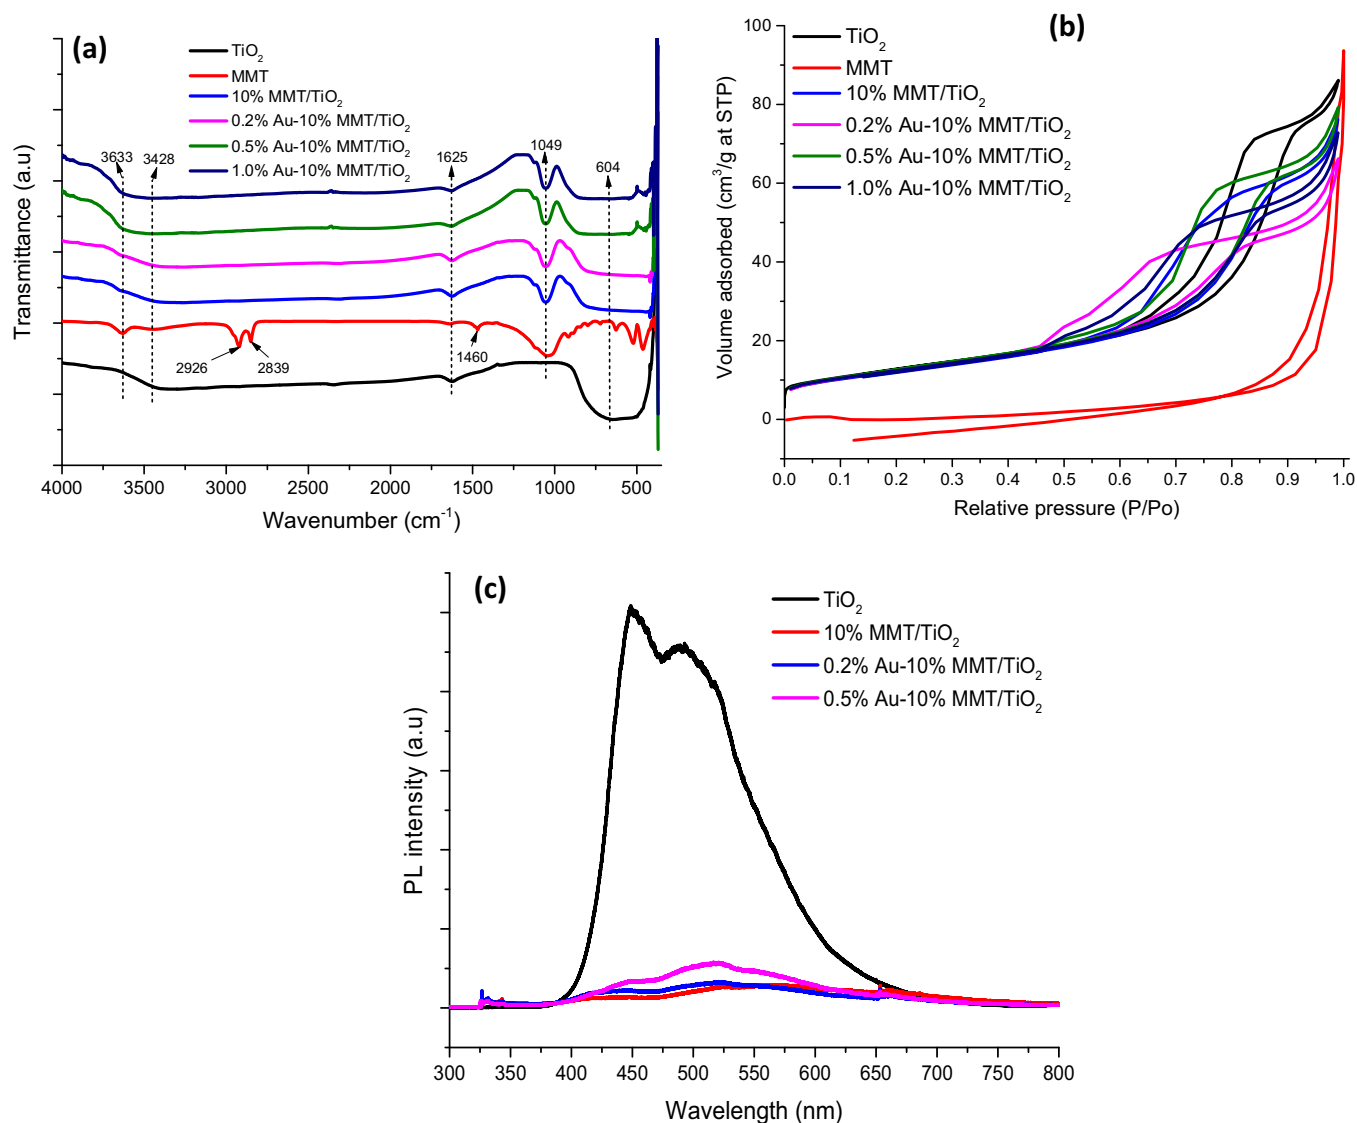 (a)
TiO2
MMT
10% MMT/TiO2
0.2% Au-10% MMT/TiO2
0.5% Au-10% MMT/TiO2
1.0% Au-10% MMT/TiO2
3633
3428
1625
1049
604
2926
2839
1460
Transmittance (a.u)
4000 3500 3000 2500 2000 1500 1000 500
Wavenumber (cm-1)
(b)
TiO2
MMT
10% MMT/TiO2
0.2% Au-10% MMT/TiO2
0.5% Au-10% MMT/TiO2
1.0% Au-10% MMT/TiO2
Volume adsorbed (cm3/g at STP)
100
80
60
40
20
0
0.0 0.1 0.2 0.3 0.4 0.5 0.6 0.7 0.8 0.9 1.0
Relative pressure (P/Po)
(c)
TiO2
10% MMT/TiO2
0.2% Au-10% MMT/TiO2
0.5% Au-10% MMT/TiO2
PL intensity (a.u)
300 350 400 450 500 550 600 650 700 750 800
Wavelength (nm)